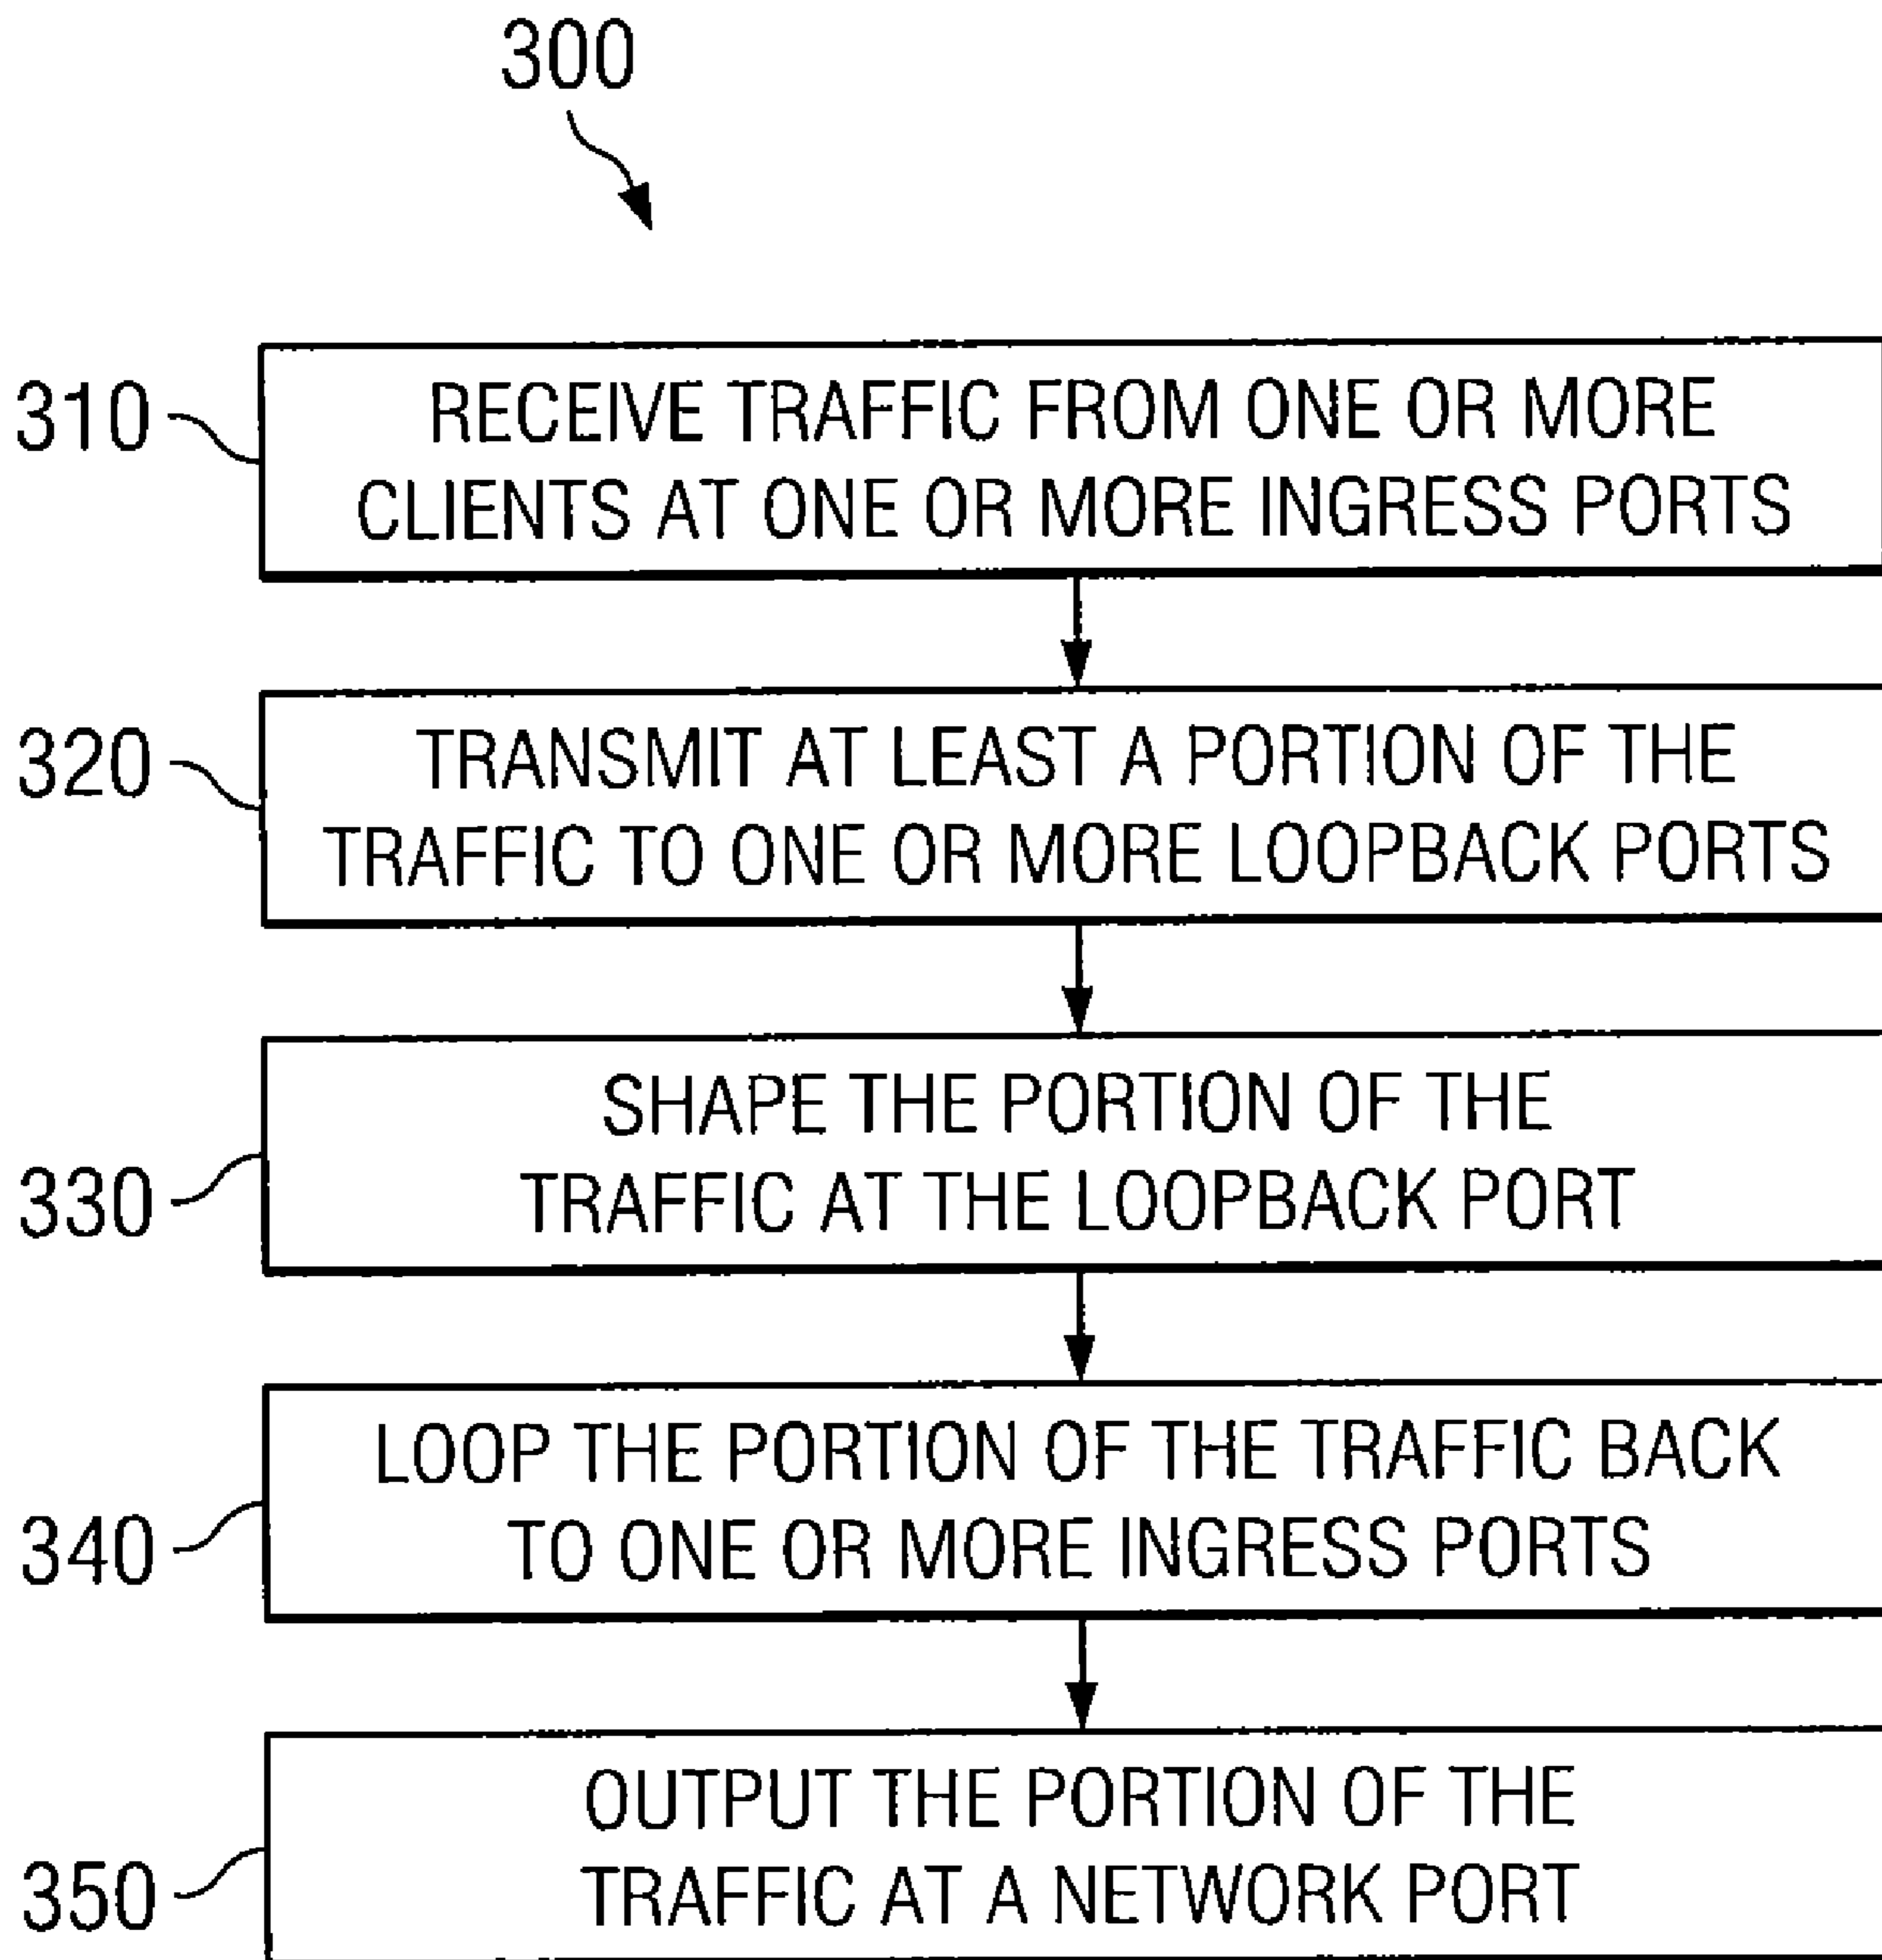 300
310
RECEIVE TRAFFIC FROM ONE OR MORE
CLIENTS AT ONE OR MORE INGRESS PORTS
320
TRANSMIT AT LEAST A PORTION OF THE
TRAFFIC TO ONE OR MORE LOOPBACK PORTS
330
SHAPE THE PORTION OF THE
TRAFFIC AT THE LOOPBACK PORT
340
LOOP THE PORTION OF THE TRAFFIC BACK
TO ONE OR MORE INGRESS PORTS
350
OUTPUT THE PORTION OF THE
TRAFFIC AT A NETWORK PORT